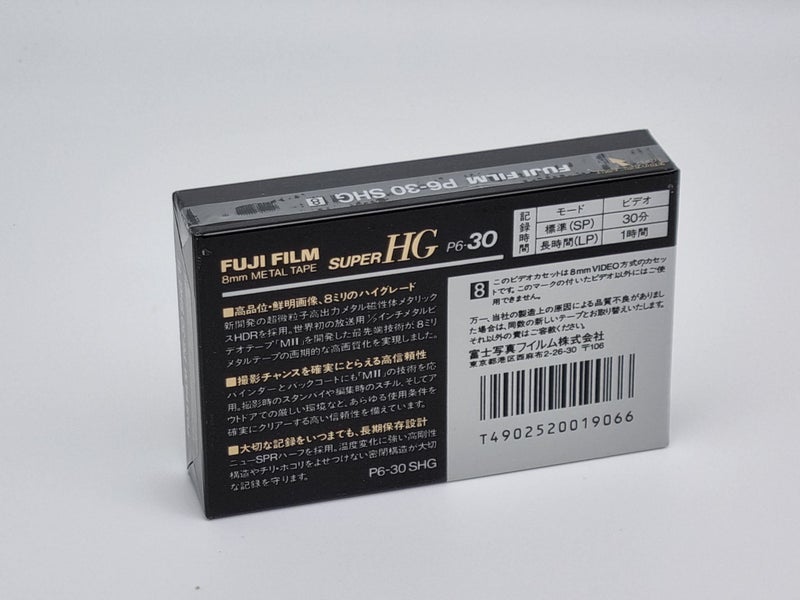 FUJI FILM P6-30 SHG 8
FUJI FILM
8mm METAL TAPE
SUPER HG P6-30
記録時間 モード ビデオ
標準(SP) 30分
長時間(LP) 1時間
■高品位・鮮明画像、8ミリのハイグレード
新開発の超微粒子高出力メタル磁性体メタリック
スHDRを採用。世界初の放送用1/2インチメタルビ
デオテープ「MII」を開発した最先端技術が、8ミリ
メタルテープの画期的な高画質化を実現しました。
■撮影チャンスを確実にとらえる高信頼性
バインダーとバックコートにも「MII」の技術を応
用。撮影時のスタンバイや編集時のスチル、そしてア
ウトドアでの厳しい環境など、あらゆる使用条件を
確実にクリアーする高い信頼性を備えています。
■大切な記録をいつまでも、長期保存設計
ニューSPRハーフを採用。温度変化に強い高剛性
構造やチリ・ホコリをよせつけない密閉構造が大切
な記録を守ります。
P6-30 SHG
8 このビデオカセットは8mm VIDEO方式のカセッ
トです。このマークの付いたビデオ以外にはご使
用できません。
万一、当社の製造上の原因による品質不良がありまし
た場合は、同数の新しいテープとお取り替えいたします。
それ以外の責はご容赦ください。
富士写真フイルム株式会社
東京都港区西麻布2-26-30 〒106
T4902520019066